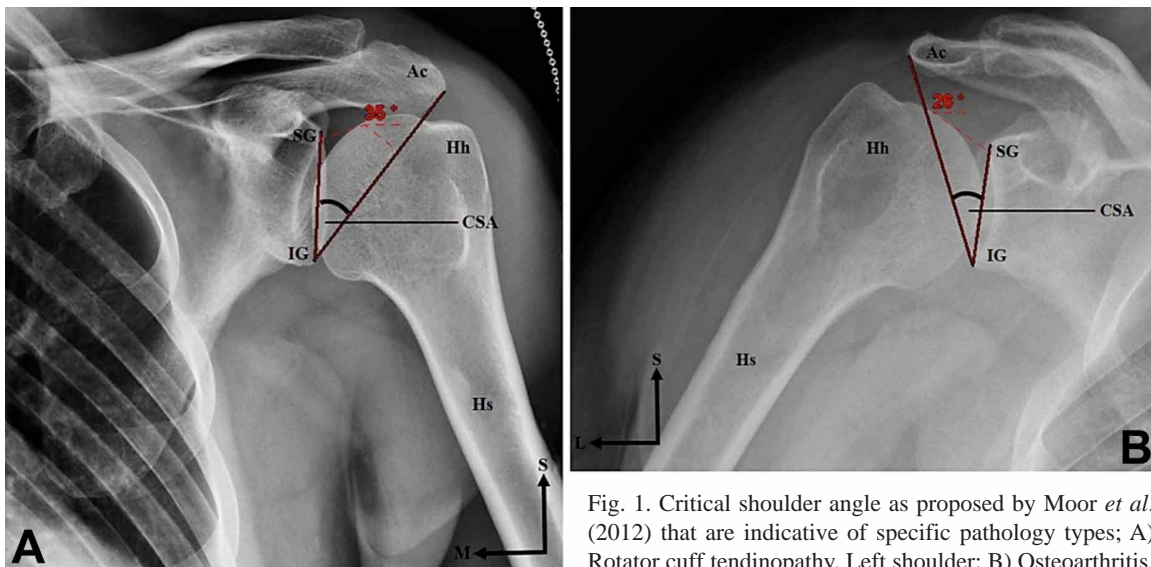 Ac
35°
SG
Hh
CSA
IG
Hs
S
M
A
Ac
26°
SG
Hh
CSA
IG
Hs
S
L
B
Fig. 1. Critical shoulder angle as proposed by Moor et al.
(2012) that are indicative of specific pathology types; A)
Rotator cuff tendinopathy. Left shoulder; B) Osteoarthritis.